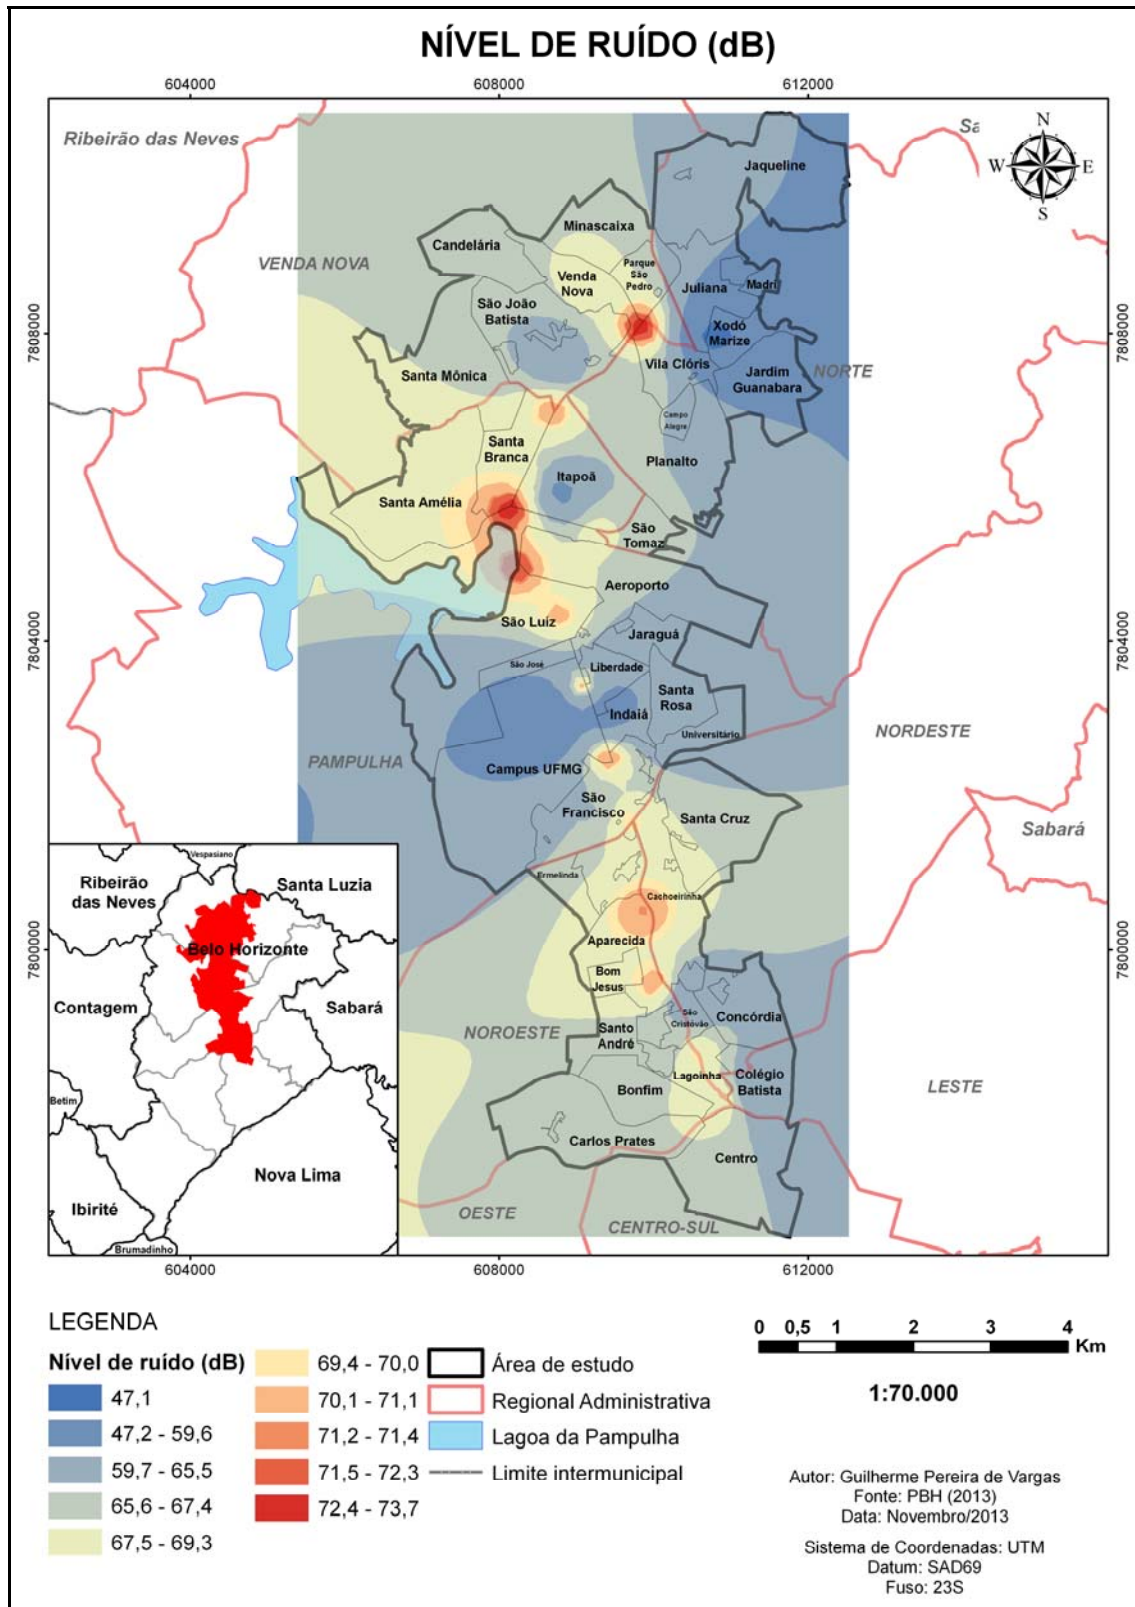 NÍVEL DE RUÍDO (dB)
604000
608000
612000
Ribeirão das Neves
N
W
E
S
Jaqueline
Minascaixa
Candelária
VENDA NOVA
Parque
São
Pedro
Venda
Nova
Juliana
Madri
São João
Batista
7808000
7808000
Xodó
Marize
Vila Clóris
Santa Mônica
Jardim
Guanabara
NORTE
Campo
Alegre
Santa
Branca
Planalto
Itapoã
Santa Amélia
São
Tomaz
Aeroporto
São Luíz
Jaraguá
7804000
7804000
São José
Liberdade
Santa
Rosa
Indaiá
Universitário
NORDESTE
PAMPULHA
Campus UFMG
São
Francisco
Santa Cruz
Sabará
Ermelinda
Cachoeirinha
Aparecida
7800000
7800000
Bom
Jesus
São
Cristovão
Concórdia
NOROESTE
Santo
André
Lagoinha
Colégio
Batista
LESTE
Bonfim
Carlos Prates
Centro
OESTE
CENTRO-SUL
Vespasiano
Ribeirão
das Neves
Santa Luzia
Belo Horizonte
Contagem
Sabará
Betim
Nova Lima
Ibirité
Brumadinho
604000
608000
612000
LEGENDA
Nível de ruído (dB)
47,1
47,2 - 59,6
59,7 - 65,5
65,6 - 67,4
67,5 - 69,3
69,4 - 70,0
70,1 - 71,1
71,2 - 71,4
71,5 - 72,3
72,4 - 73,7
Área de estudo
Regional Administrativa
Lagoa da Pampulha
Limite intermunicipal
0 0,5 1 2 3 4
Km
1:70.000
Autor: Guilherme Pereira de Vargas
Fonte: PBH (2013)
Data: Novembro/2013
Sistema de Coordenadas: UTM
Datum: SAD69
Fuso: 23S